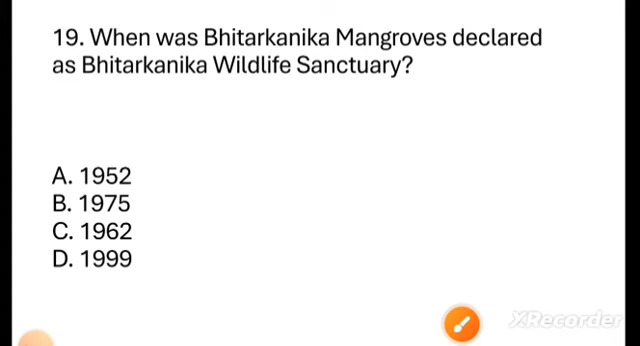 19. When was Bhitarkanika Mangroves declared
as Bhitarkanika Wildlife Sanctuary?
A. 1952
B. 1975
C. 1962
D. 1999
XRecorder